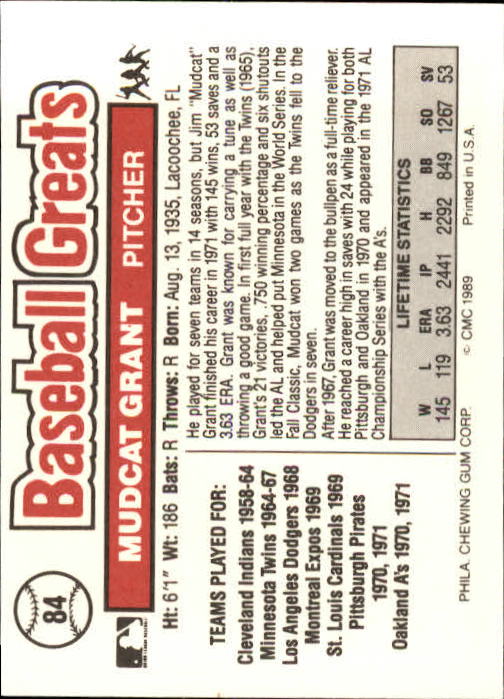 84
Baseball Greats
MUDCAT GRANT PITCHER
Ht: 6'1" Wt: 186 Bats: R Throws: R Born: Aug. 13, 1935, Lacoochee, FL
TEAMS PLAYED FOR:
Cleveland Indians 1958-64
Minnesota Twins 1964-67
Los Angeles Dodgers 1968
Montreal Expos 1969
St. Louis Cardinals 1969
Pittsburgh Pirates
1970, 1971
Oakland A's 1970, 1971
He played for seven teams in 14 seasons, but Jim "Mudcat"
Grant finished his career in 1971 with 145 wins, 53 saves and a
3.63 ERA. Grant was known for carrying a tune as well as
throwing a good game. In first full year with the Twins (1965),
Grant's 21 victories, .750 winning percentage and six shutouts
led the AL and helped put Minnesota in the World Series. In the
Fall Classic, Mudcat won two games as the Twins fell to the
Dodgers in seven.
After 1967, Grant was moved to the bullpen as a full-time reliever.
He reached a career high in saves with 24 while playing for both
Pittsburgh and Oakland in 1970 and appeared in the 1971 AL
Championship Series with the A's.
LIFETIME STATISTICS
W L ERA IP H BB SO SV
145 119 3.63 2441 2292 849 1267 53
PHILA. CHEWING GUM CORP. © CMC 1989 Printed in U.S.A.